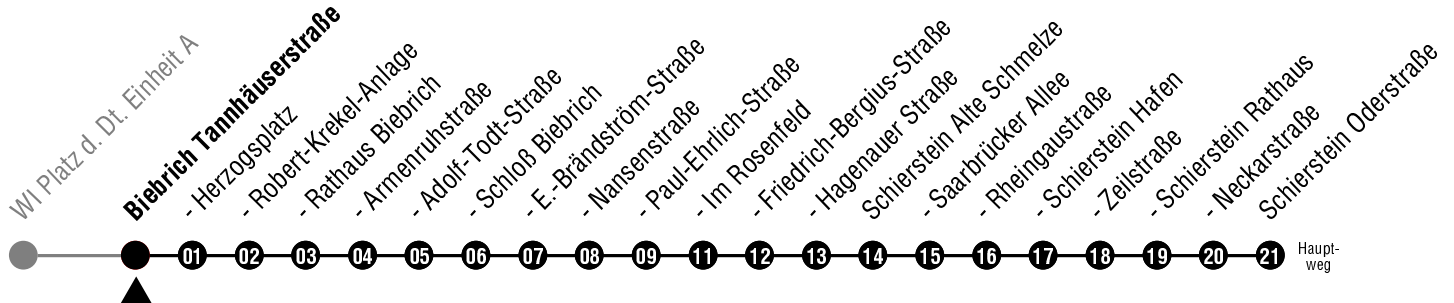 WI Platz d. Dt. Einheit A
Biebrich Tannhäuserstraße
- Herzogsplatz
- Robert-Krekel-Anlage
- Rathaus Biebrich
- Armenruhstraße
- Adolf-Todt-Straße
- Schloß Biebrich
- E.-Brändström-Straße
- Nansenstraße
- Paul-Ehrlich-Straße
- Im Rosenfeld
- Friedrich-Bergius-Straße
- Hagenauer Straße
Schierstein Alte Schmelze
- Saarbrücker Allee
- Rheingaustraße
- Schierstein Hafen
- Zeilstraße
- Schierstein Rathaus
- Neckarstraße
Schierstein Oderstraße
01 02 03 04 05 06 07 08 09 11 12 13 14 15 16 17 18 19 20 21
Haupt-
weg